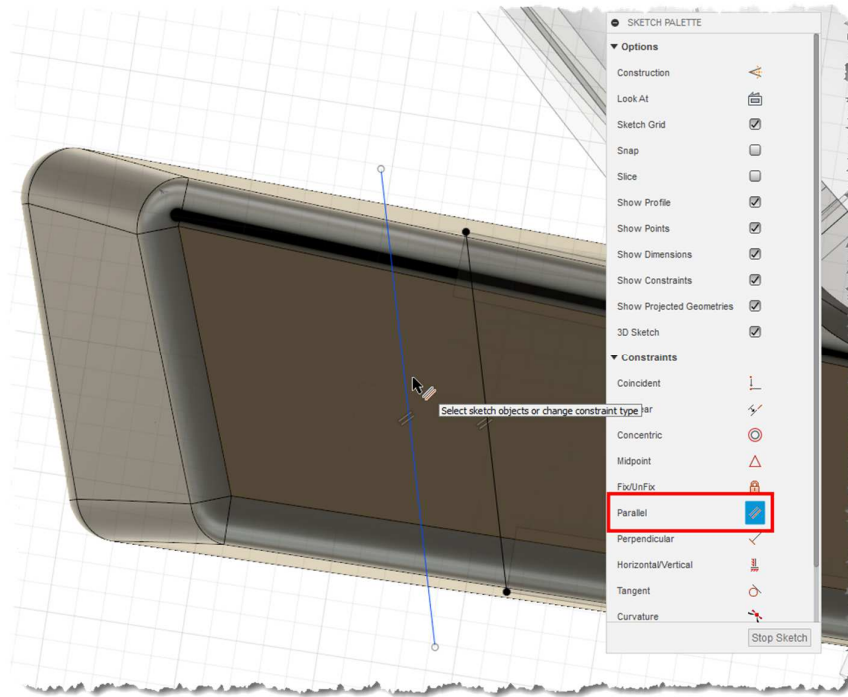 SKETCH PALETTE
Options
Construction
Look At
Sketch Grid
Snap
Slice
Show Profile
Show Points
Show Dimensions
Show Constraints
Show Projected Geometries
3D Sketch
Constraints
Coincident
Select sketch objects or change constraint type
Concentric
Midpoint
Fix/UnFix
Parallel
Perpendicular
Horizontal/Vertical
Tangent
Curvature
Stop Sketch